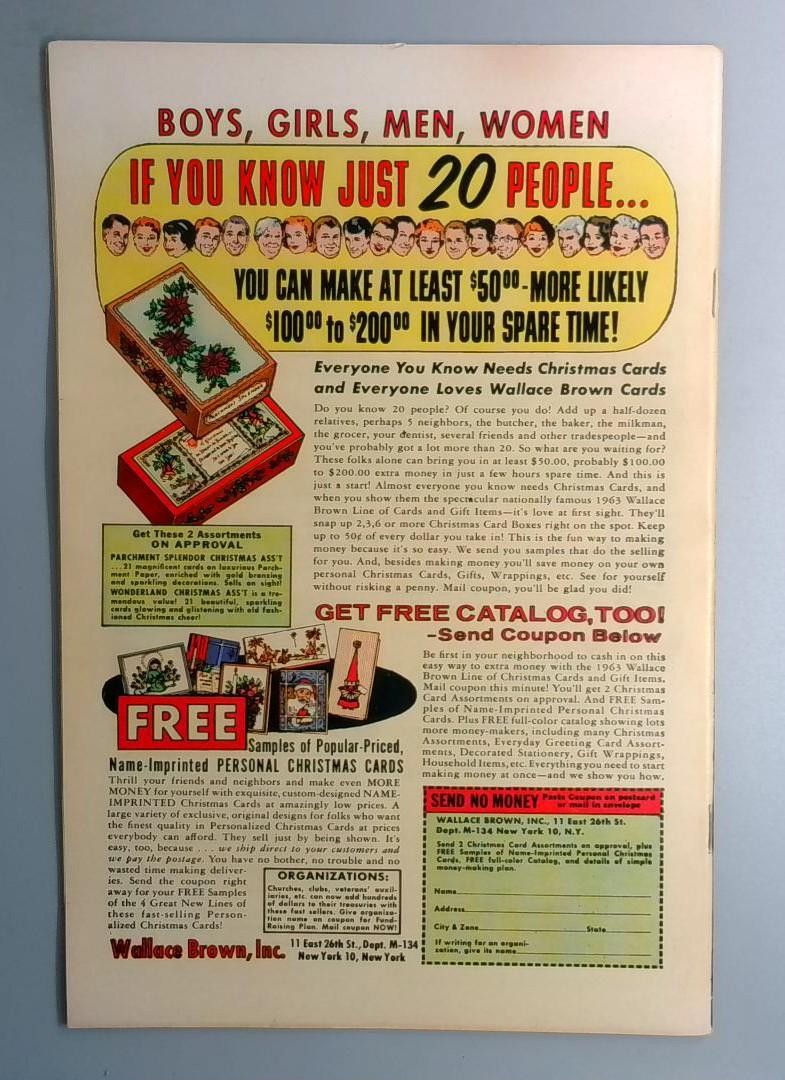 BOYS, GIRLS, MEN, WOMEN
IF YOU KNOW JUST 20 PEOPLE...
YOU CAN MAKE AT LEAST $50⁰⁰-MORE LIKELY
$100⁰⁰ to $200⁰⁰ IN YOUR SPARE TIME!
Everyone You Know Needs Christmas Cards
and Everyone Loves Wallace Brown Cards
Do you know 20 people? Of course you do! Add up a half-dozen
relatives, perhaps 5 neighbors, the butcher, the baker, the milkman,
the grocer, your dentist, several friends and other tradespeople—and
you've probably got a lot more than 20. So what are you waiting for?
These folks alone can bring you in at least $50.00, probably $100.00
to $200.00 extra money in just a few hours spare time. And this is
just a start! Almost everyone you know needs Christmas Cards, and
when you show them the spectacular nationally famous 1963 Wallace
Brown Line of Cards and Gift Items—it's love at first sight. They'll
snap up 2,3,6 or more Christmas Card Boxes right on the spot. Keep
up to 50¢ of every dollar you take in! This is the fun way to making
money because it's so easy. We send you samples that do the selling
for you. And, besides making money you'll save money on your own
personal Christmas Cards, Gifts, Wrappings, etc. See for yourself
without risking a penny. Mail coupon, you'll be glad you did!
Get These 2 Assortments
ON APPROVAL
PARCHMENT SPLENDOR CHRISTMAS ASS'T
...21 magnificent cards on luxurious Parch-
ment Paper, enriched with gold bronzing
and sparkling decorations. Sells on sight!
WONDERLAND CHRISTMAS ASS'T is a tre-
mendous value! 21 beautiful, sparkling
cards glowing and glistening with old fash-
ioned Christmas cheer!
GET FREE CATALOG, TOO!
-Send Coupon Below
Be first in your neighborhood to cash in on this
easy way to extra money with the 1963 Wallace
Brown Line of Christmas Cards and Gift Items.
Mail coupon this minute! You'll get 2 Christmas
Card Assortments on approval. And FREE Sam-
ples of Name-Imprinted Personal Christmas
Cards. Plus FREE full-color catalog showing lots
more money-makers, including many Christmas
Assortments, Everyday Greeting Card Assort-
ments, Decorated Stationery, Gift Wrappings,
Household Items, etc. Everything you need to start
making money at once—and we show you how.
FREE
Samples of Popular-Priced,
Name-Imprinted PERSONAL CHRISTMAS CARDS
Thrill your friends and neighbors and make even MORE
MONEY for yourself with exquisite, custom-designed NAME-
IMPRINTED Christmas Cards at amazingly low prices. A
large variety of exclusive, original designs for folks who want
the finest quality in Personalized Christmas Cards at prices
everybody can afford. They sell just by being shown. It's
easy, too, because . . . we ship direct to your customers and
we pay the postage. You have no bother, no trouble and no
wasted time making deliver-
ies. Send the coupon right
away for your FREE Samples
of the 4 Great New Lines of
these fast-selling Person-
alized Christmas Cards!
ORGANIZATIONS:
Churches, clubs, veterans' auxil-
iaries, etc. can now add hundreds
of dollars to their treasuries with
these fast sellers. Give organiza-
tion name on coupon for Fund-
Raising Plan. Mail coupon NOW!
Wallace Brown, Inc. 11 East 26th St., Dept. M-134
New York 10, New York
SEND NO MONEY Paste Coupon on postcard
or mail in envelope
WALLACE BROWN, INC., 11 East 26th St.
Dept. M-134 New York 10, N.Y.
Send 2 Christmas Card Assortments on approval, plus
FREE Samples of Name-Imprinted Personal Christmas
Cards, FREE full-color Catalog, and details of simple
money-making plan.
Name
Address
City & Zone State
If writing for an organi-
zation, give its name